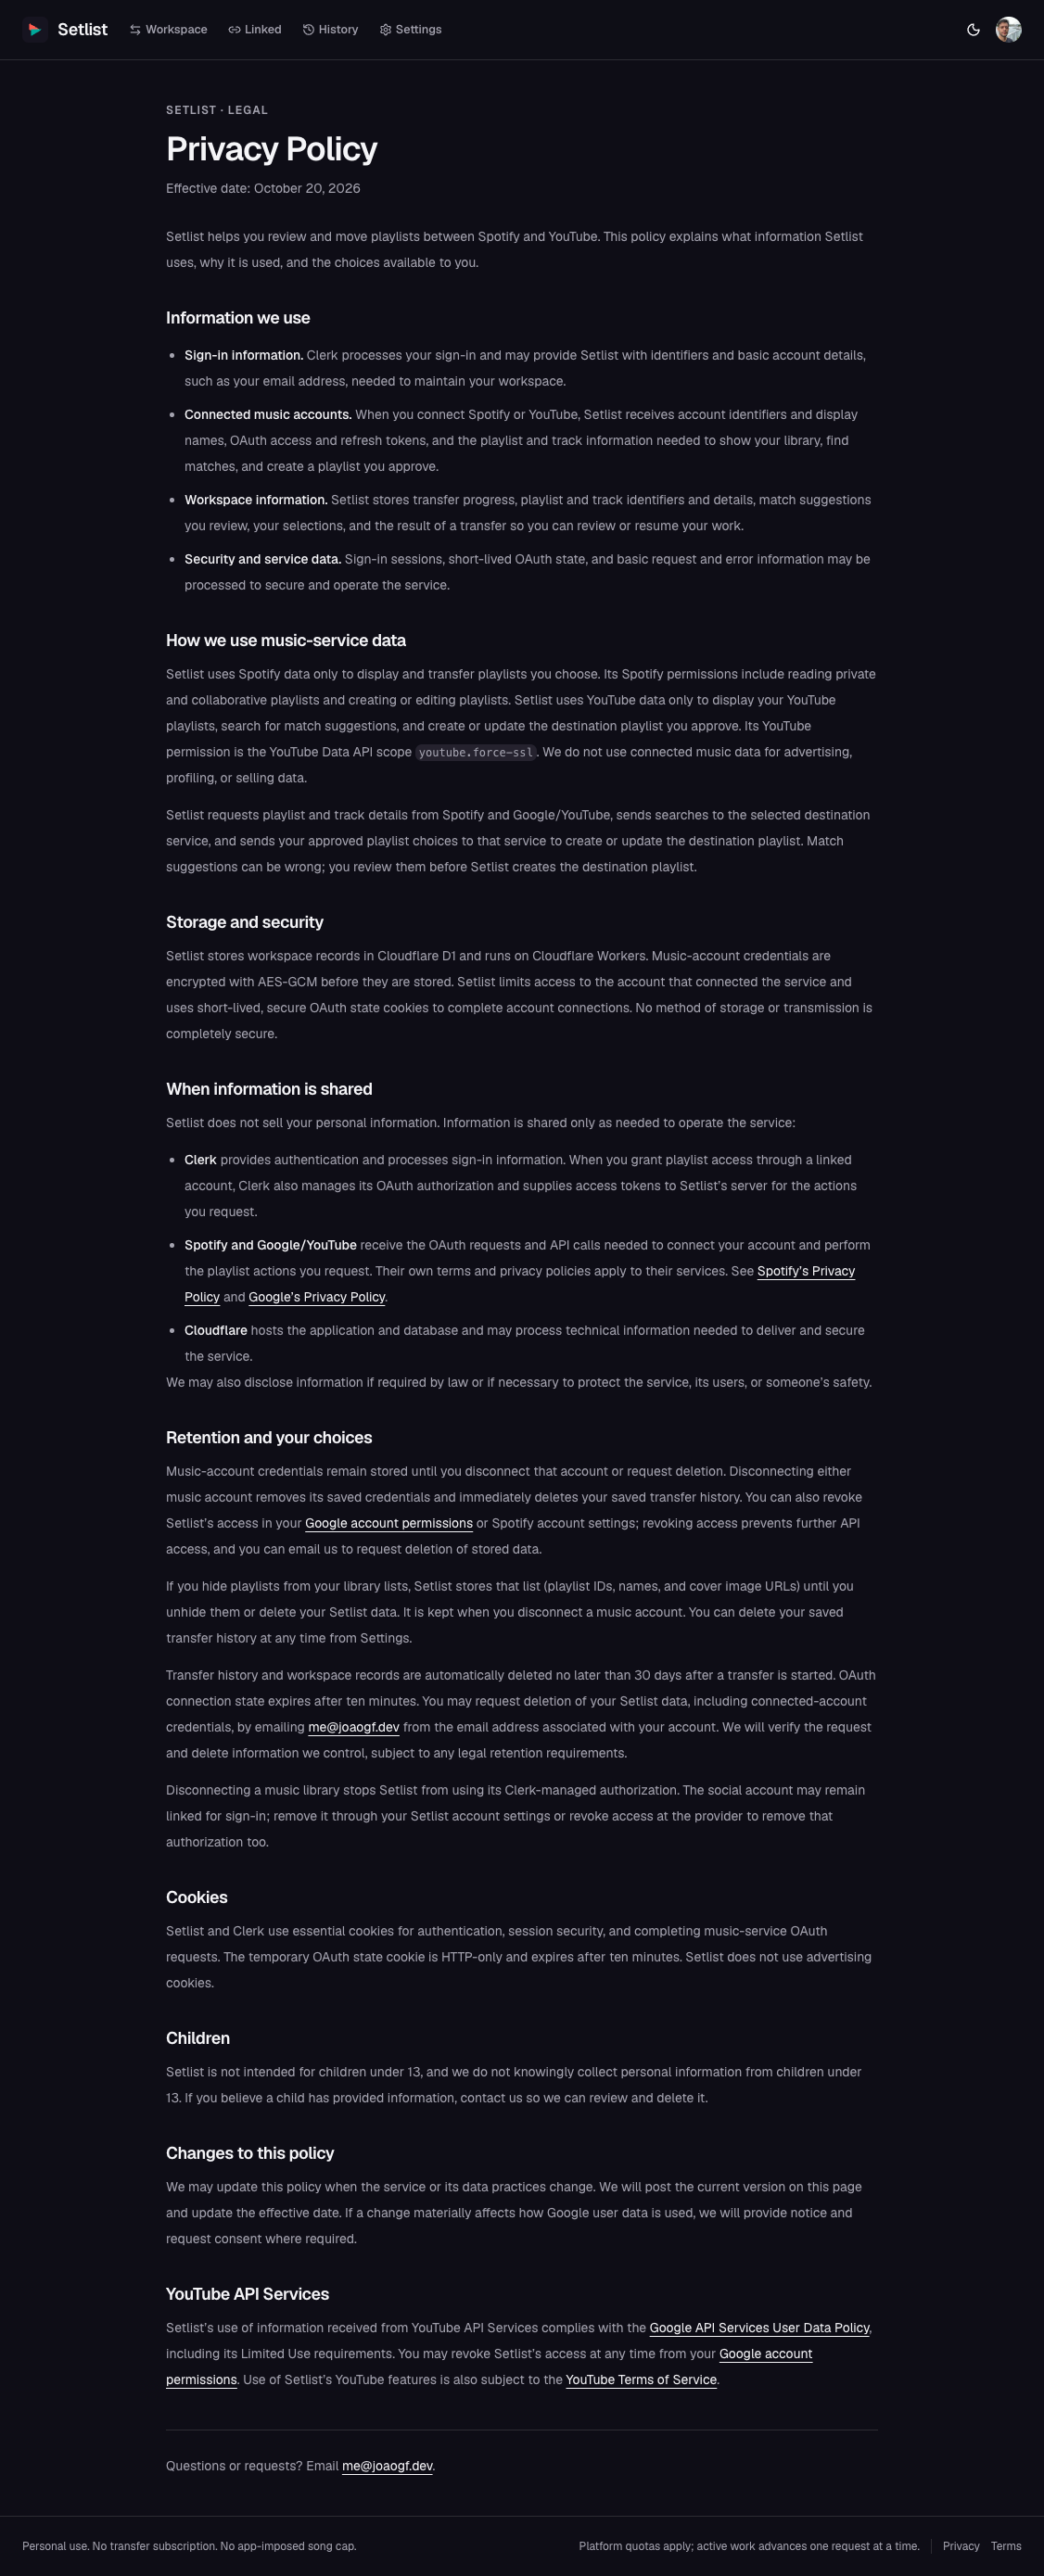 Setlist
Workspace
Linked
History
Settings
SETLIST · LEGAL
Privacy Policy
Effective date: October 20, 2026
Setlist helps you review and move playlists between Spotify and YouTube. This policy explains what information Setlist
uses, why it is used, and the choices available to you.
Information we use
• Sign-in information. Clerk processes your sign-in and may provide Setlist with identifiers and basic account details,
such as your email address, needed to maintain your workspace.
• Connected music accounts. When you connect Spotify or YouTube, Setlist receives account identifiers and display
names, OAuth access and refresh tokens, and the playlist and track information needed to show your library, find
matches, and create a playlist you approve.
• Workspace information. Setlist stores transfer progress, playlist and track identifiers and details, match suggestions
you review, your selections, and the result of a transfer so you can review or resume your work.
• Security and service data. Sign-in sessions, short-lived OAuth state, and basic request and error information may be
processed to secure and operate the service.
How we use music-service data
Setlist uses Spotify data only to display and transfer playlists you choose. Its Spotify permissions include reading private
and collaborative playlists and creating or editing playlists. Setlist uses YouTube data only to display your YouTube
playlists, search for match suggestions, and create or update the destination playlist you approve. Its YouTube
permission is the YouTube Data API scope youtube.force-ssl. We do not use connected music data for advertising,
profiling, or selling data.
Setlist requests playlist and track details from Spotify and Google/YouTube, sends searches to the selected destination
service, and sends your approved playlist choices to that service to create or update the destination playlist. Match
suggestions can be wrong; you review them before Setlist creates the destination playlist.
Storage and security
Setlist stores workspace records in Cloudflare D1 and runs on Cloudflare Workers. Music-account credentials are
encrypted with AES-GCM before they are stored. Setlist limits access to the account that connected the service and
uses short-lived, secure OAuth state cookies to complete account connections. No method of storage or transmission is
completely secure.
When information is shared
Setlist does not sell your personal information. Information is shared only as needed to operate the service:
• Clerk provides authentication and processes sign-in information. When you grant playlist access through a linked
account, Clerk also manages its OAuth authorization and supplies access tokens to Setlist's server for the actions
you request.
• Spotify and Google/YouTube receive the OAuth requests and API calls needed to connect your account and perform
the playlist actions you request. Their own terms and privacy policies apply to their services. See Spotify's Privacy
Policy and Google's Privacy Policy.
• Cloudflare hosts the application and database and may process technical information needed to deliver and secure
the service.
We may also disclose information if required by law or if necessary to protect the service, its users, or someone's safety.
Retention and your choices
Music-account credentials remain stored until you disconnect that account or request deletion. Disconnecting either
music account removes its saved credentials and immediately deletes your saved transfer history. You can also revoke
Setlist's access in your Google account permissions or Spotify account settings; revoking access prevents further API
access, and you can email us to request deletion of stored data.
If you hide playlists from your library lists, Setlist stores that list (playlist IDs, names, and cover image URLs) until you
unhide them or delete your Setlist data. It is kept when you disconnect a music account. You can delete your saved
transfer history at any time from Settings.
Transfer history and workspace records are automatically deleted no later than 30 days after a transfer is started. OAuth
connection state expires after ten minutes. You may request deletion of your Setlist data, including connected-account
credentials, by emailing me@joaogf.dev from the email address associated with your account. We will verify the request
and delete information we control, subject to any legal retention requirements.
Disconnecting a music library stops Setlist from using its Clerk-managed authorization. The social account may remain
linked for sign-in; remove it through your Setlist account settings or revoke access at the provider to remove that
authorization too.
Cookies
Setlist and Clerk use essential cookies for authentication, session security, and completing music-service OAuth
requests. The temporary OAuth state cookie is HTTP-only and expires after ten minutes. Setlist does not use advertising
cookies.
Children
Setlist is not intended for children under 13, and we do not knowingly collect personal information from children under
13. If you believe a child has provided information, contact us so we can review and delete it.
Changes to this policy
We may update this policy when the service or its data practices change. We will post the current version on this page
and update the effective date. If a change materially affects how Google user data is used, we will provide notice and
request consent where required.
YouTube API Services
Setlist's use of information received from YouTube API Services complies with the Google API Services User Data Policy,
including its Limited Use requirements. You may revoke Setlist's access at any time from your Google account
permissions. Use of Setlist's YouTube features is also subject to the YouTube Terms of Service.
Questions or requests? Email me@joaogf.dev.
Personal use. No transfer subscription. No app-imposed song cap.
Platform quotas apply; active work advances one request at a time.
Privacy
Terms